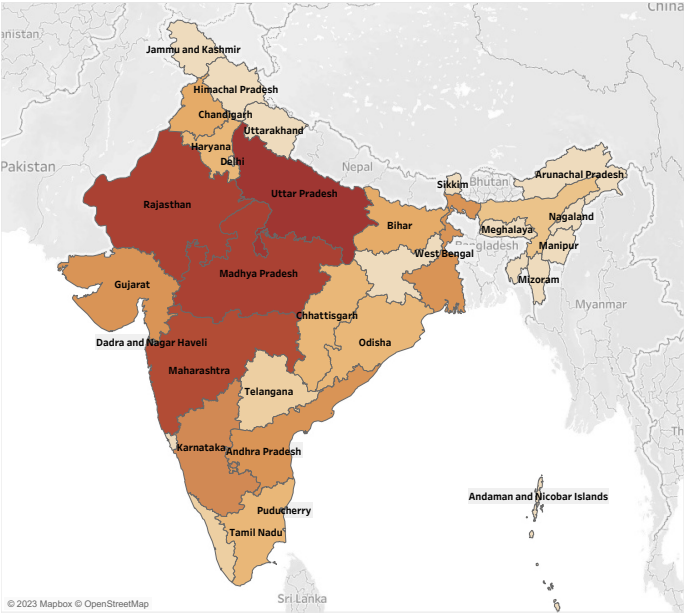 China
anistan
Jammu and Kashmir
Himachal Pradesh
Chandigarh
Uttarakhand
Haryana
Delhi
Pakistan
Nepal
Sikkim
Bhutan
Arunachal Pradesh
Uttar Pradesh
Rajasthan
Bihar
Nagaland
Meghalaya
Manipur
Bangladesh
West Bengal
Madhya Pradesh
Mizoram
Gujarat
Myanmar
Chhattisgarh
Dadra and Nagar Haveli
Odisha
Maharashtra
Telangana
Th
Karnataka
Andhra Pradesh
Andaman and Nicobar Islands
Puducherry
Tamil Nadu
Sri Lanka
© 2023 Mapbox © OpenStreetMap